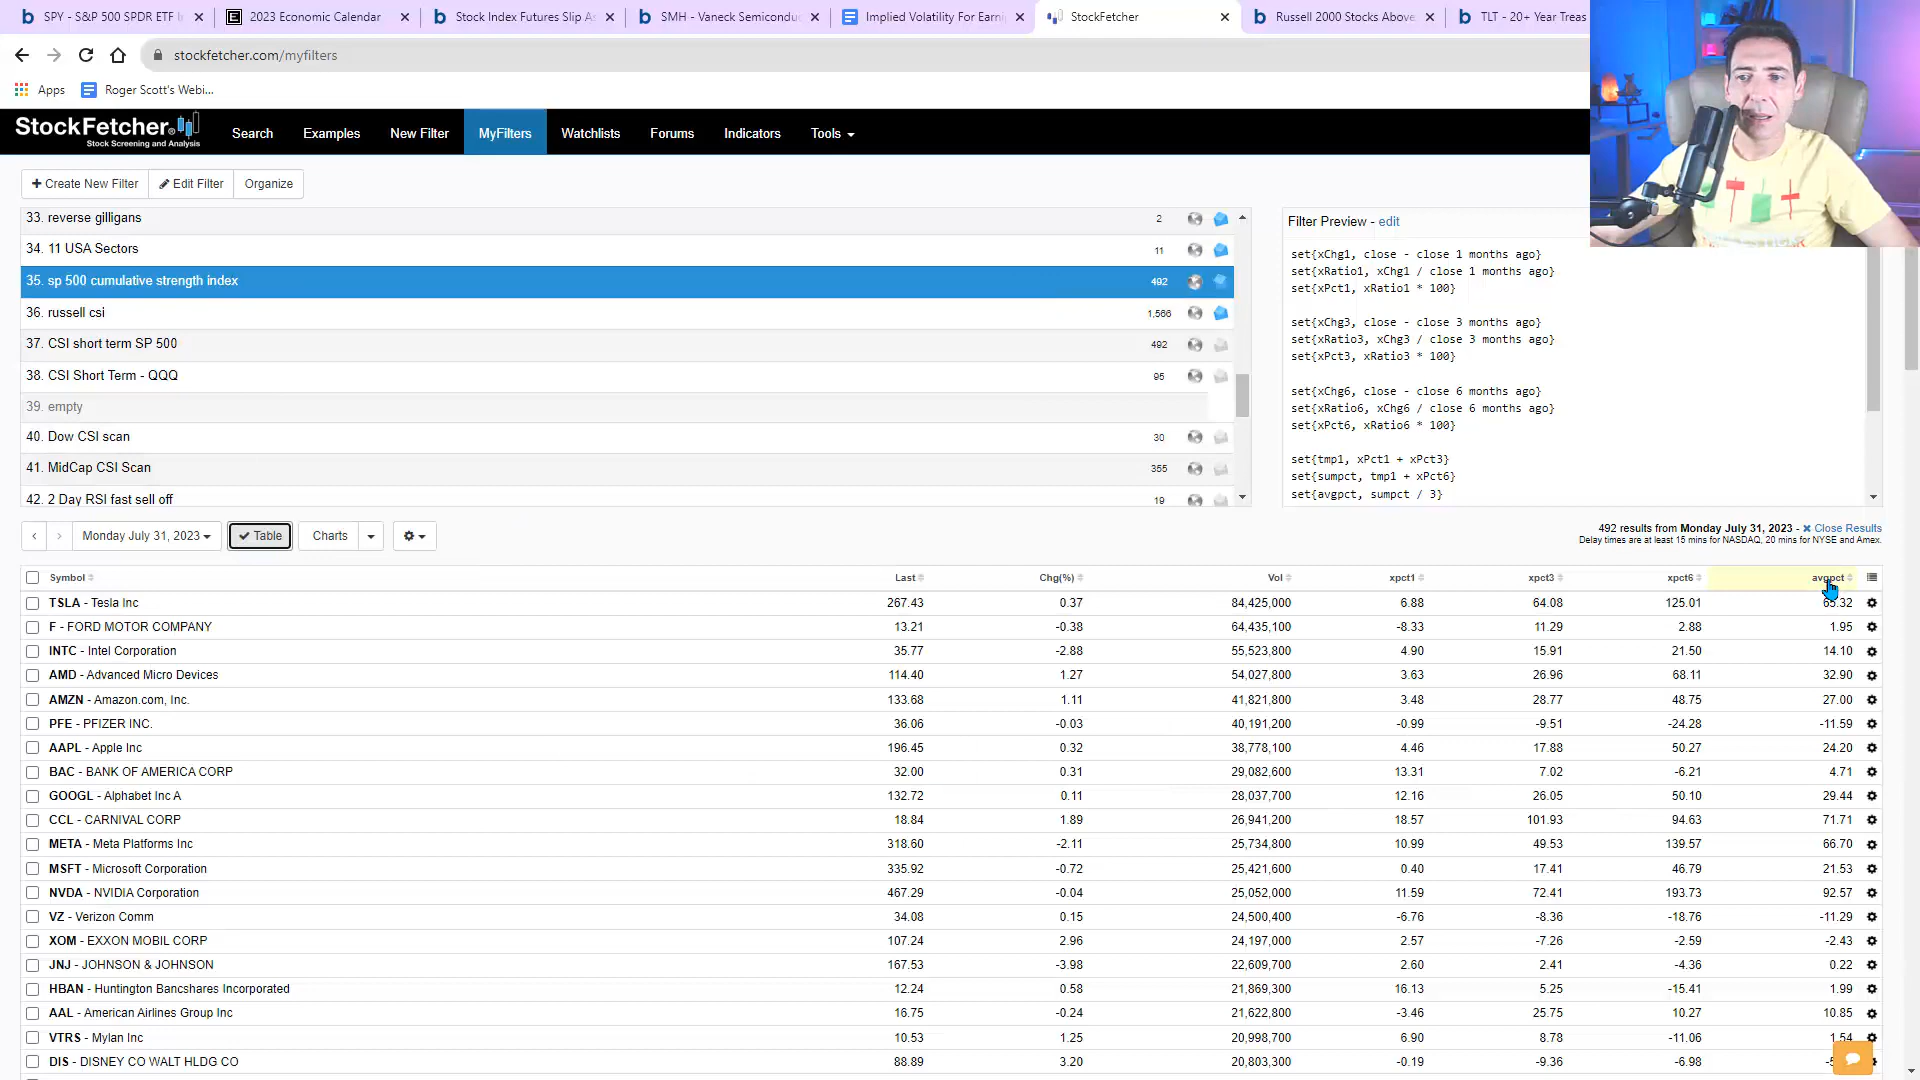 SPY - S&P 500 SPDR ETF
2023 Economic Calendar
Stock Index Futures Slip As
SMH - Vaneck Semiconduc
Implied Volatility For Earni
StockFetcher
Russell 2000 Stocks Above
TLT - 20+ Year Treas
stockfetcher.com/myfilters
Apps Roger Scott's Webi...
StockFetcher
Stock Screening and Analysis
Search Examples New Filter MyFilters Watchlists Forums Indicators Tools
Create New Filter Edit Filter Organize
33. reverse gilligans 2
34. 11 USA Sectors 11
35. sp 500 cumulative strength index 492
36. russell csi 1,566
37. CSI short term SP 500 492
38. CSI Short Term - QQQ 95
39. empty
40. Dow CSI scan 30
41. MidCap CSI Scan 355
42. 2 Day RSI fast sell off 19
Filter Preview - edit
set{xChg1, close - close 1 months ago}
set{xRatio1, xChg1 / close 1 months ago}
set{xPct1, xRatio1 * 100}
set{xChg3, close - close 3 months ago}
set{xRatio3, xChg3 / close 3 months ago}
set{xPct3, xRatio3 * 100}
set{xChg6, close - close 6 months ago}
set{xRatio6, xChg6 / close 6 months ago}
set{xPct6, xRatio6 * 100}
set{tmp1, xPct1 + xPct3}
set{sumpct, tmp1 + xPct6}
set{avgpct, sumpct / 3}
Monday July 31, 2023 Table Charts
492 results from Monday July 31, 2023 - Close Results
Delay times are at least 15 mins for NASDAQ, 20 mins for NYSE and Amex.
Symbol Last Chg(%) Vol xpct1 xpct3 xpct6 avgpct
TSLA - Tesla Inc 267.43 0.37 84,425,000 6.88 64.08 125.01 65.32
F - FORD MOTOR COMPANY 13.21 -0.38 64,435,100 -8.33 11.29 2.88 1.95
INTC - Intel Corporation 35.77 -2.88 55,523,800 4.90 15.91 21.50 14.10
AMD - Advanced Micro Devices 114.40 1.27 54,027,800 3.63 26.96 68.11 32.90
AMZN - Amazon.com, Inc. 133.68 1.11 41,821,800 3.48 28.77 48.75 27.00
PFE - PFIZER INC. 36.06 -0.03 40,191,200 -0.99 -9.51 -24.28 -11.59
AAPL - Apple Inc 196.45 0.32 38,778,100 4.46 17.88 50.27 24.20
BAC - BANK OF AMERICA CORP 32.00 0.31 29,082,600 13.31 7.02 -6.21 4.71
GOOGL - Alphabet Inc A 132.72 0.11 28,037,700 12.16 26.05 50.10 29.44
CCL - CARNIVAL CORP 18.84 1.89 26,941,200 18.57 101.93 94.63 71.71
META - Meta Platforms Inc 318.60 -2.11 25,734,800 10.99 49.53 139.57 66.70
MSFT - Microsoft Corporation 335.92 -0.72 25,421,600 0.40 17.41 46.79 21.53
NVDA - NVIDIA Corporation 467.29 -0.04 25,052,000 11.59 72.41 193.73 92.57
VZ - Verizon Comm 34.08 0.15 24,500,400 -6.76 -8.36 -18.76 -11.29
XOM - EXXON MOBIL CORP 107.24 2.96 24,197,000 2.57 -7.26 -2.59 -2.43
JNJ - JOHNSON & JOHNSON 167.53 -3.98 22,609,700 2.60 2.41 -4.36 0.22
HBAN - Huntington Bancshares Incorporated 12.24 0.58 21,869,300 16.13 5.25 -15.41 1.99
AAL - American Airlines Group Inc 16.75 -0.24 21,622,800 -3.46 25.75 10.27 10.85
VTRS - Mylan Inc 10.53 1.25 20,998,700 6.90 8.78 -11.06 1.54
DIS - DISNEY CO WALT HLDG CO 88.89 3.20 20,803,300 -0.19 -9.36 -6.98